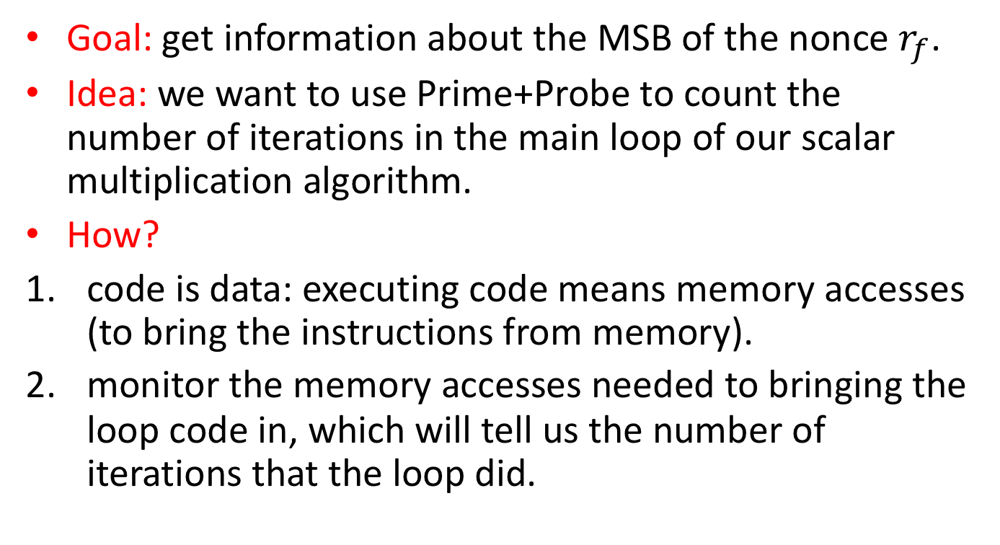 • Goal: get information about the MSB of the nonce r_f.
• Idea: we want to use Prime+Probe to count the
number of iterations in the main loop of our scalar
multiplication algorithm.
• How?
1. code is data: executing code means memory accesses
(to bring the instructions from memory).
2. monitor the memory accesses needed to bringing the
loop code in, which will tell us the number of
iterations that the loop did.